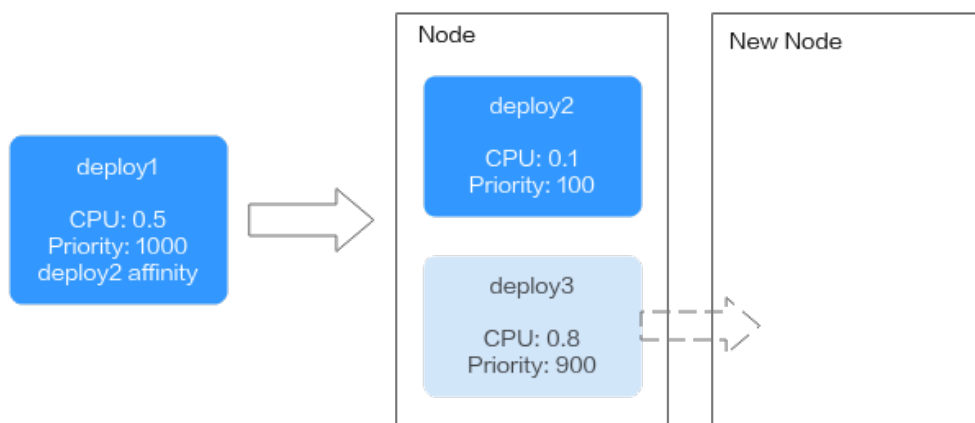 Node
New Node
deploy2
CPU: 0.1
Priority: 100
deploy1
CPU: 0.5
Priority: 1000
deploy2 affinity
deploy3
CPU: 0.8
Priority: 900